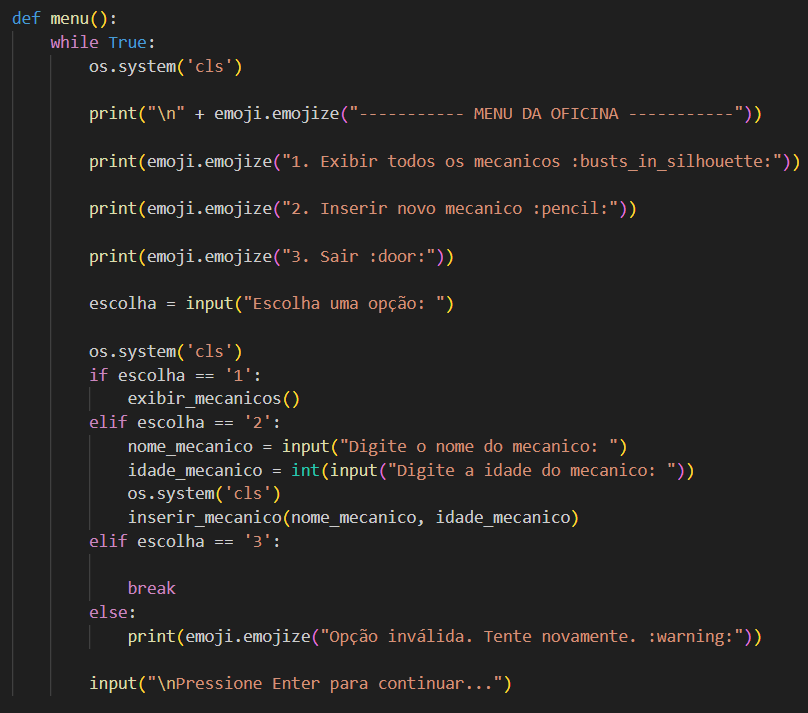 def menu():
while True:
os.system('cls')
print("\n" + emoji.emojize("----------- MENU DA OFICINA -----------"))
print(emoji.emojize("1. Exibir todos os mecanicos :busts_in_silhouette:"))
print(emoji.emojize("2. Inserir novo mecanico :pencil:"))
print(emoji.emojize("3. Sair :door:"))
escolha = input("Escolha uma opção: ")
os.system('cls')
if escolha == '1':
exibir_mecanicos()
elif escolha == '2':
nome_mecanico = input("Digite o nome do mecanico: ")
idade_mecanico = int(input("Digite a idade do mecanico: "))
os.system('cls')
inserir_mecanico(nome_mecanico, idade_mecanico)
elif escolha == '3':
break
else:
print(emoji.emojize("Opção inválida. Tente novamente. :warning:"))
input("\nPressione Enter para continuar...")